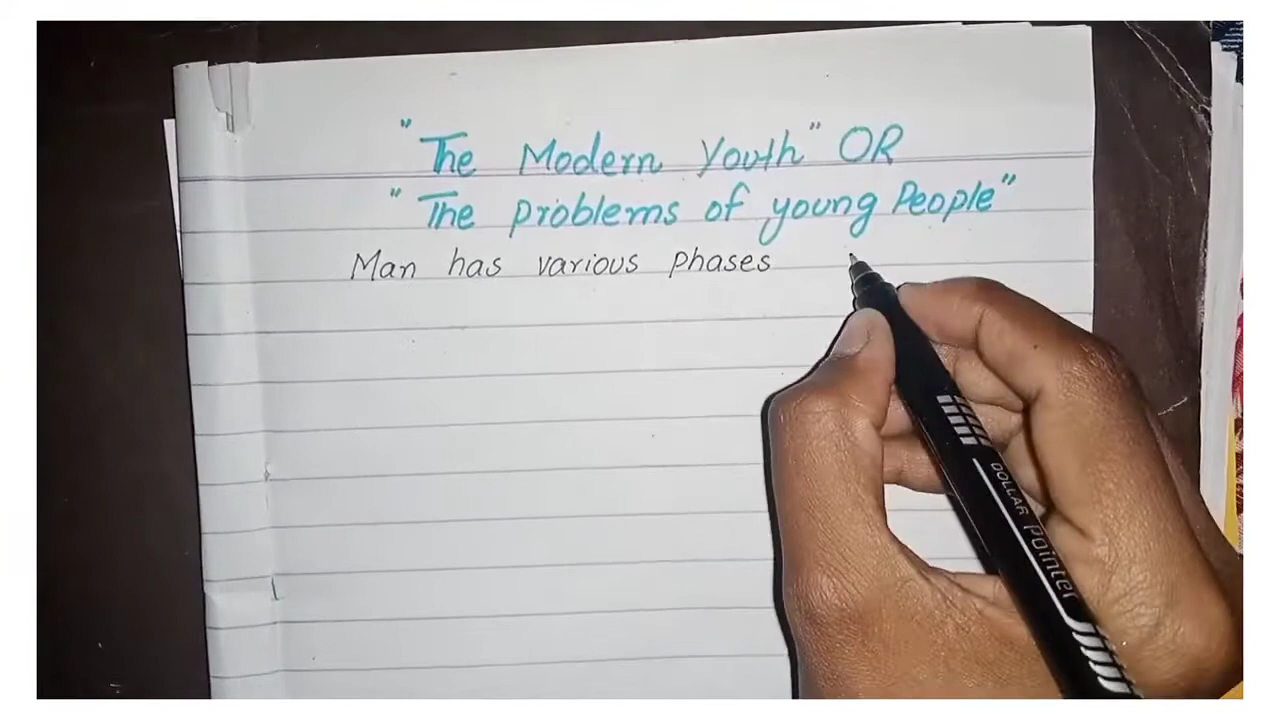 "The Modern Youth" OR
"The problems of young People"
Man has various phases
DOLLAR Pointer